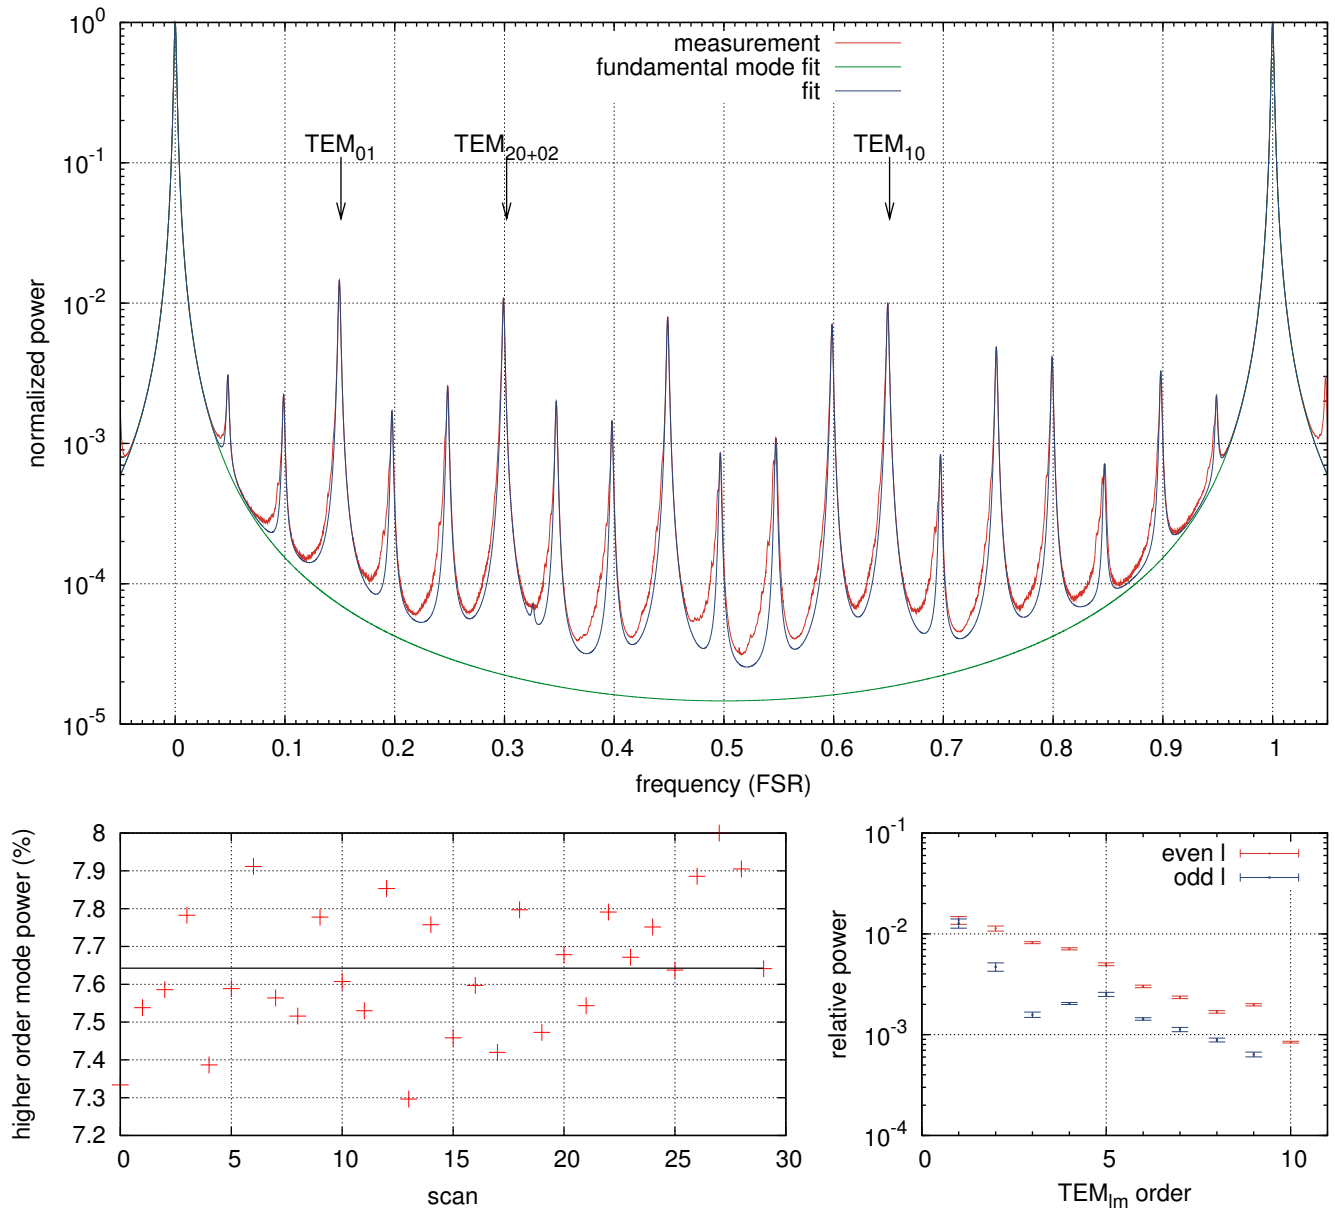 10^0
10^-1
10^-2
10^-3
10^-4
10^-5
normalized power
measurement
fundamental mode fit
fit
TEM_01
TEM_20+02
TEM_10
0 0.1 0.2 0.3 0.4 0.5 0.6 0.7 0.8 0.9 1
frequency (FSR)
8
7.9
7.8
7.7
7.6
7.5
7.4
7.3
7.2
higher order mode power (%)
0 5 10 15 20 25 30
scan
10^-1
10^-2
10^-3
10^-4
relative power
even l
odd l
0 5 10
TEM_lm order